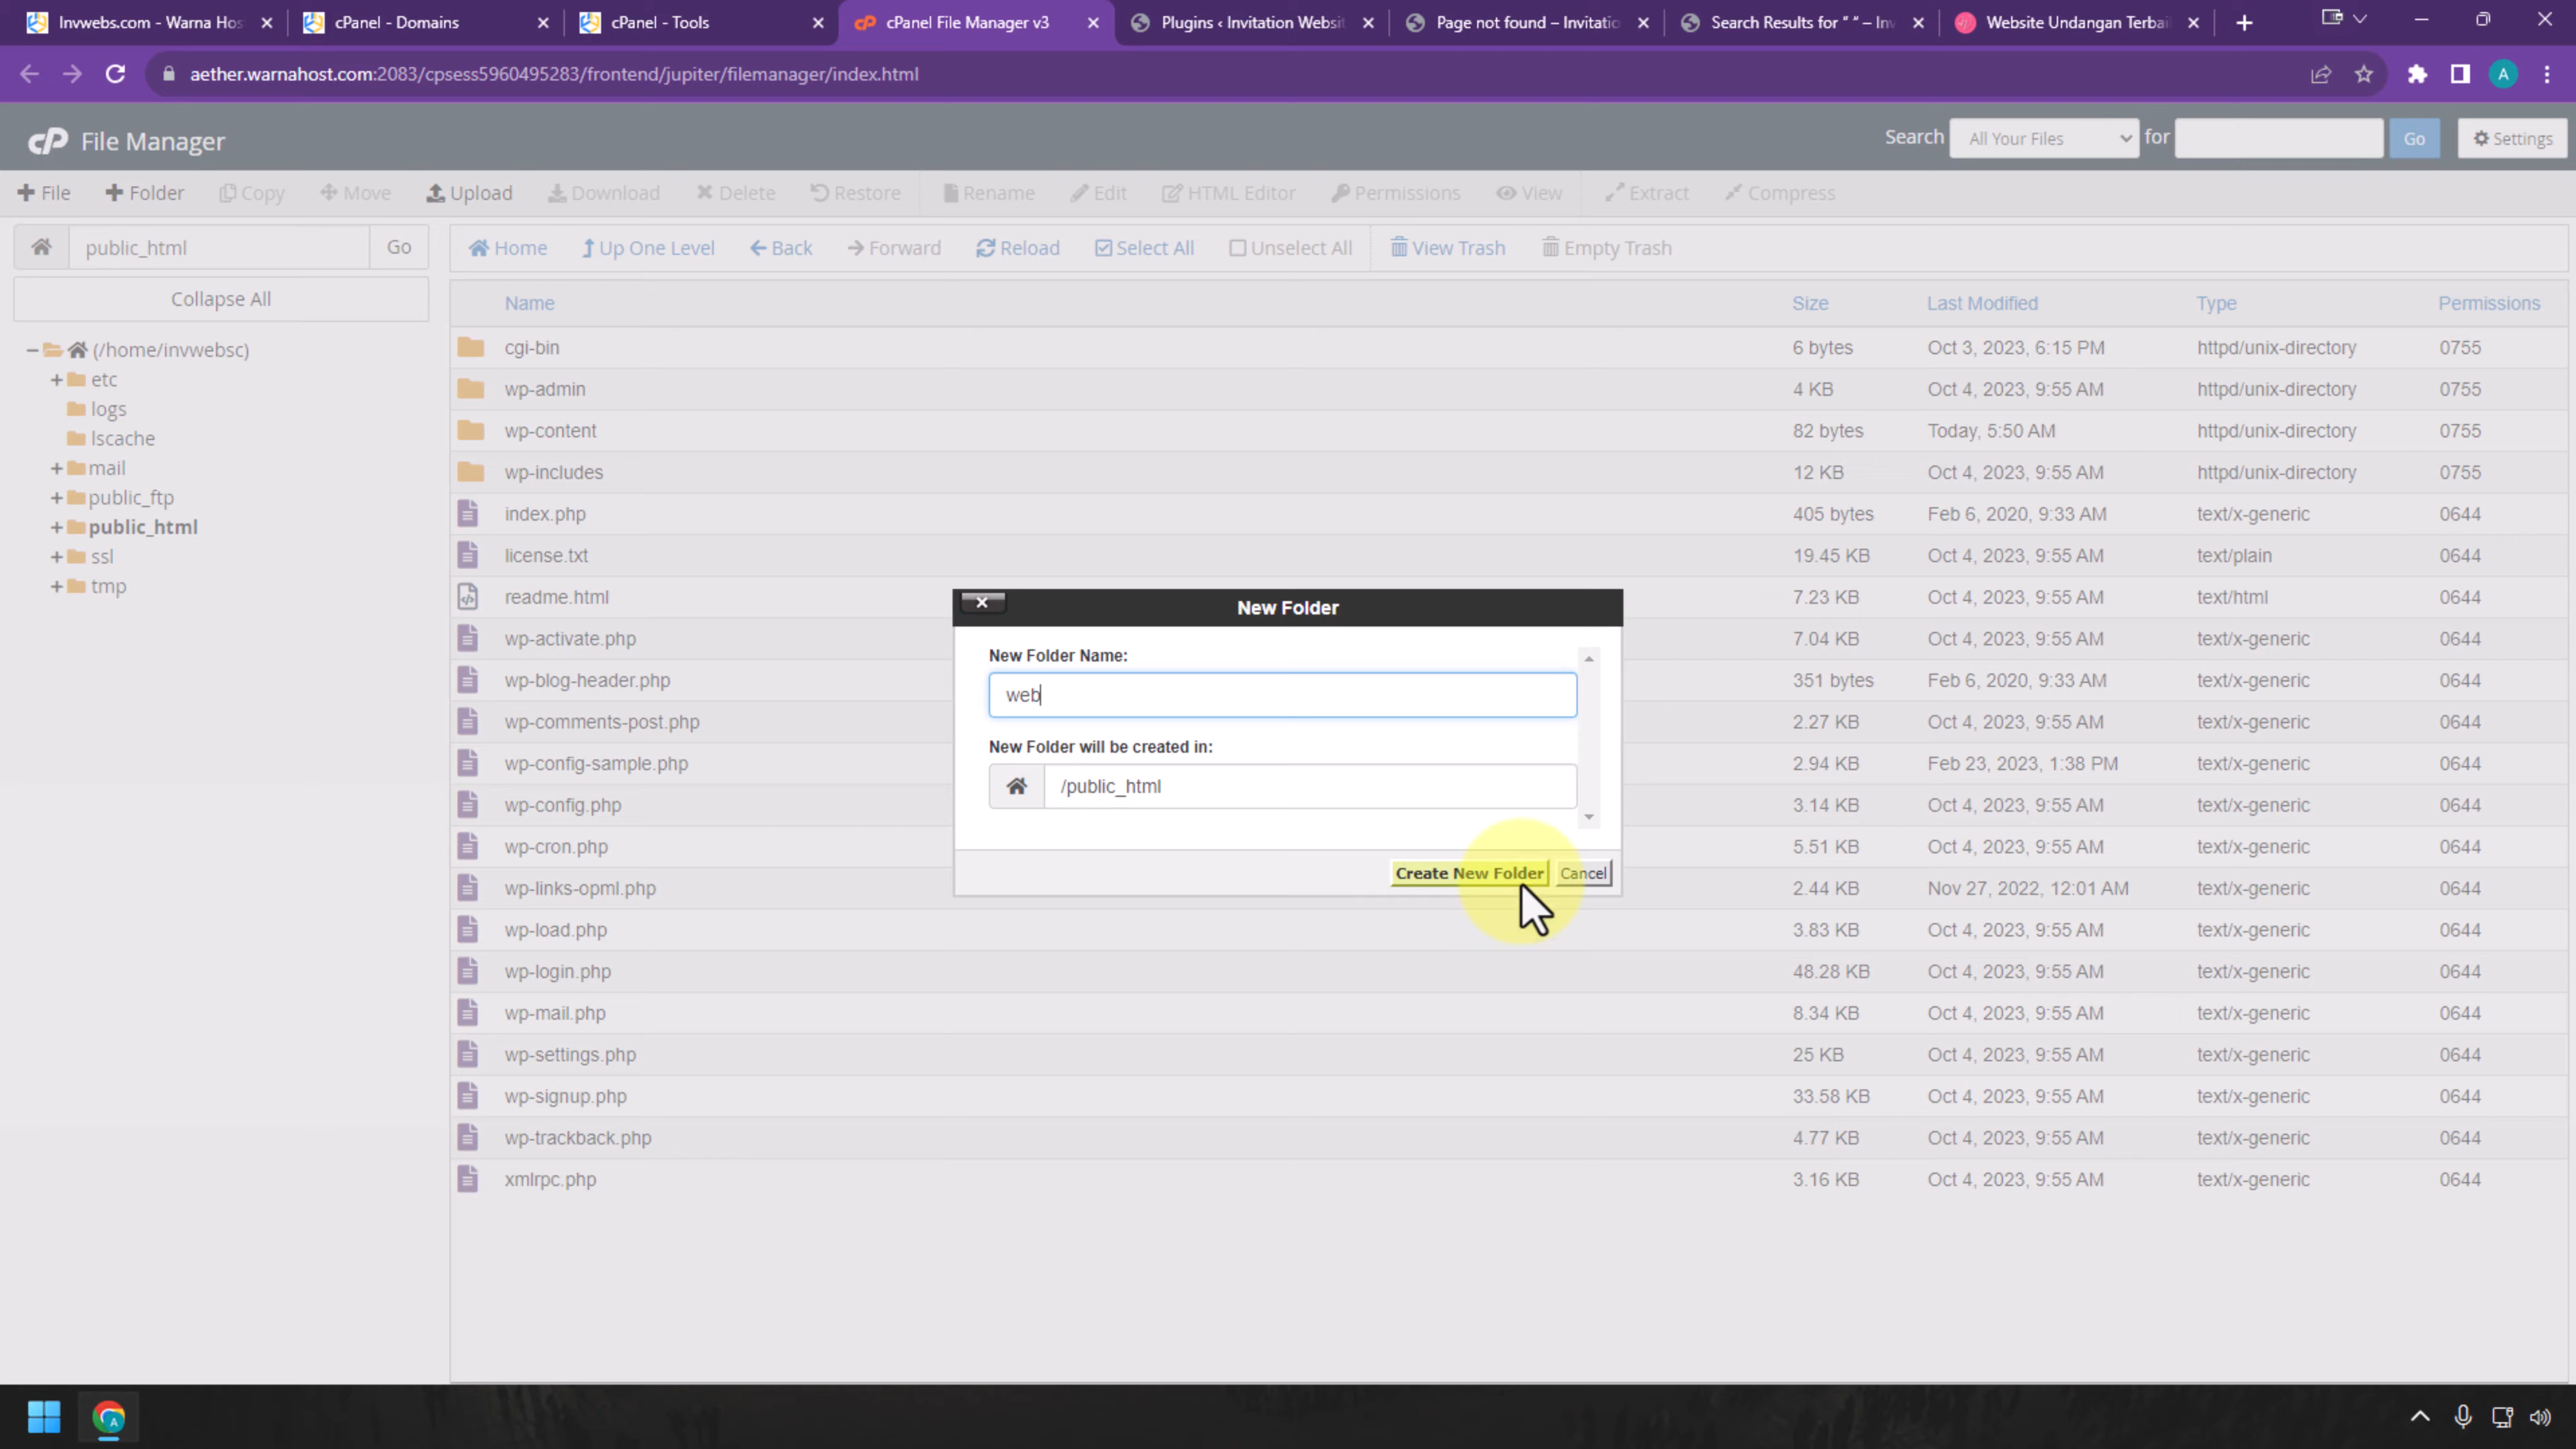 Invwebs.com - Warna Hos
cPanel - Domains
cPanel - Tools
cPanel File Manager v3
Plugins ‹ Invitation Websit
Page not found – Invitatio
Search Results for “ ” – Inv
Website Undangan Terbai
aether.warnahost.com:2083/cpsess5960495283/frontend/jupiter/filemanager/index.html
A
cP File Manager
Search All Your Files for Go Settings
File Folder Copy Move Upload Download Delete Restore Rename Edit HTML Editor Permissions View Extract Compress
public_html Go
Home Up One Level Back Forward Reload Select All Unselect All View Trash Empty Trash
Collapse All
(/home/invwebsc)
etc
logs
lscache
mail
public_ftp
public_html
ssl
tmp
Name Size Last Modified Type Permissions
cgi-bin 6 bytes Oct 3, 2023, 6:15 PM httpd/unix-directory 0755
wp-admin 4 KB Oct 4, 2023, 9:55 AM httpd/unix-directory 0755
wp-content 82 bytes Today, 5:50 AM httpd/unix-directory 0755
wp-includes 12 KB Oct 4, 2023, 9:55 AM httpd/unix-directory 0755
index.php 405 bytes Feb 6, 2020, 9:33 AM text/x-generic 0644
license.txt 19.45 KB Oct 4, 2023, 9:55 AM text/plain 0644
readme.html 7.23 KB Oct 4, 2023, 9:55 AM text/html 0644
wp-activate.php 7.04 KB Oct 4, 2023, 9:55 AM text/x-generic 0644
wp-blog-header.php 351 bytes Feb 6, 2020, 9:33 AM text/x-generic 0644
wp-comments-post.php 2.27 KB Oct 4, 2023, 9:55 AM text/x-generic 0644
wp-config-sample.php 2.94 KB Feb 23, 2023, 1:38 PM text/x-generic 0644
wp-config.php 3.14 KB Oct 4, 2023, 9:55 AM text/x-generic 0644
wp-cron.php 5.51 KB Oct 4, 2023, 9:55 AM text/x-generic 0644
wp-links-opml.php 2.44 KB Nov 27, 2022, 12:01 AM text/x-generic 0644
wp-load.php 3.83 KB Oct 4, 2023, 9:55 AM text/x-generic 0644
wp-login.php 48.28 KB Oct 4, 2023, 9:55 AM text/x-generic 0644
wp-mail.php 8.34 KB Oct 4, 2023, 9:55 AM text/x-generic 0644
wp-settings.php 25 KB Oct 4, 2023, 9:55 AM text/x-generic 0644
wp-signup.php 33.58 KB Oct 4, 2023, 9:55 AM text/x-generic 0644
wp-trackback.php 4.77 KB Oct 4, 2023, 9:55 AM text/x-generic 0644
xmlrpc.php 3.16 KB Oct 4, 2023, 9:55 AM text/x-generic 0644
New Folder
New Folder Name:
web
New Folder will be created in:
/public_html
Create New Folder Cancel
A